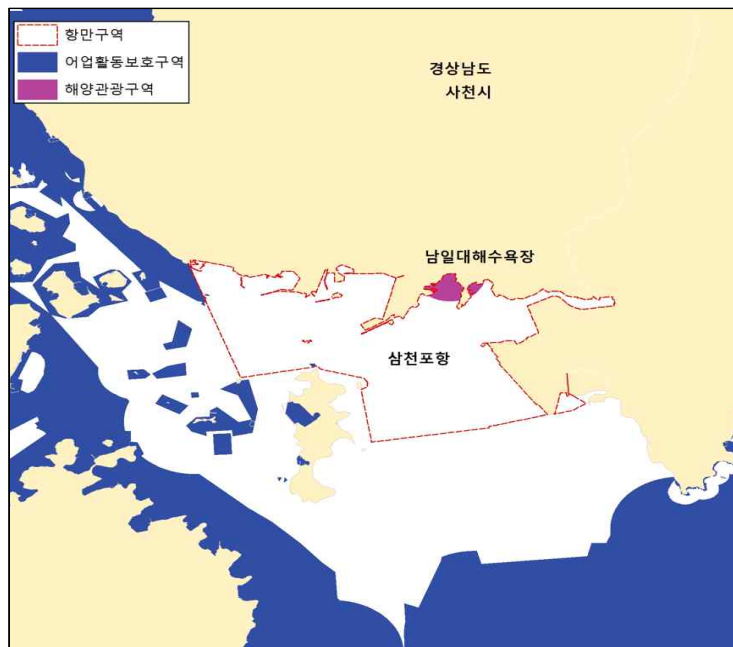 항만구역
어업활동보호구역
해양관광구역
경상남도
사천시
남일대해수욕장
삼천포항